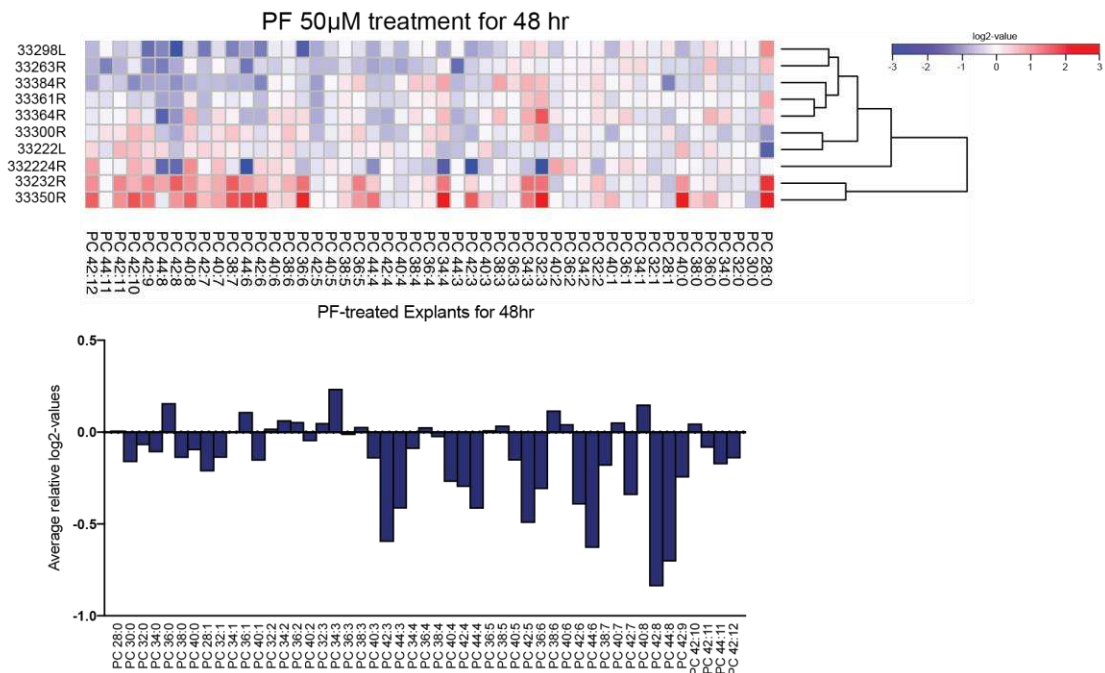 PF 50µM treatment for 48 hr
log2-value
-3 -2 -1 0 1 2 3
33298L
33263R
33384R
33361R
33364R
33300R
33222L
332224R
33232R
33350R
PC 42:12
PC 44:11
PC 42:11
PC 42:10
PC 42:9
PC 44:8
PC 42:8
PC 40:8
PC 42:7
PC 40:7
PC 38:7
PC 44:6
PC 42:6
PC 40:6
PC 38:6
PC 36:6
PC 42:5
PC 40:5
PC 38:5
PC 36:5
PC 44:4
PC 42:4
PC 40:4
PC 38:4
PC 36:4
PC 34:4
PC 44:3
PC 42:3
PC 40:3
PC 38:3
PC 36:3
PC 34:3
PC 32:3
PC 40:2
PC 36:2
PC 34:2
PC 32:2
PC 40:1
PC 36:1
PC 34:1
PC 32:1
PC 28:1
PC 40:0
PC 38:0
PC 36:0
PC 34:0
PC 32:0
PC 30:0
PC 28:0
PF-treated Explants for 48hr
Average relative log2-values
0.5
0.0
-0.5
-1.0
PC 28:0
PC 30:0
PC 32:0
PC 34:0
PC 36:0
PC 38:0
PC 40:0
PC 28:1
PC 32:1
PC 34:1
PC 36:1
PC 40:1
PC 32:2
PC 34:2
PC 36:2
PC 40:2
PC 32:3
PC 34:3
PC 36:3
PC 38:3
PC 40:3
PC 42:3
PC 44:3
PC 34:4
PC 36:4
PC 38:4
PC 40:4
PC 42:4
PC 44:4
PC 36:5
PC 38:5
PC 40:5
PC 42:5
PC 36:6
PC 38:6
PC 40:6
PC 42:6
PC 44:6
PC 38:7
PC 40:7
PC 42:7
PC 40:8
PC 42:8
PC 44:8
PC 42:9
PC 42:10
PC 42:11
PC 44:11
PC 42:12